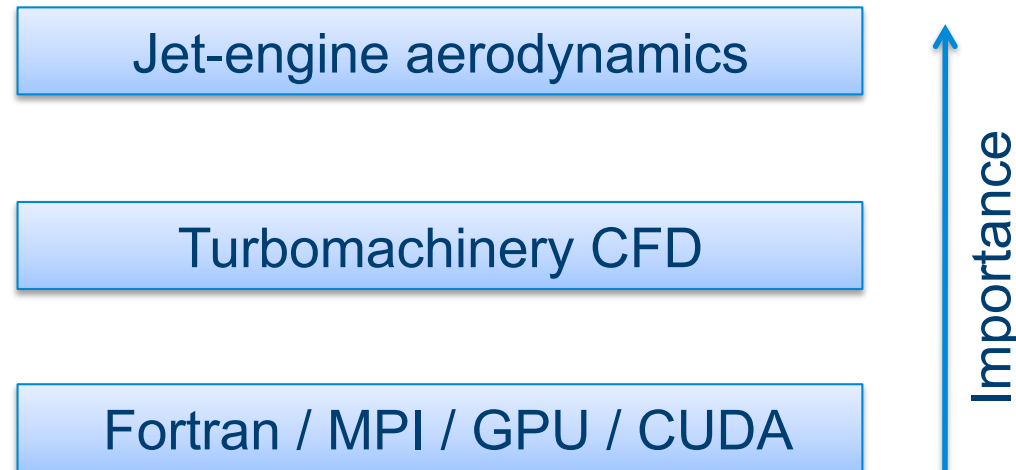 Jet-engine aerodynamics
Turbomachinery CFD
Fortran / MPI / GPU / CUDA
Importance